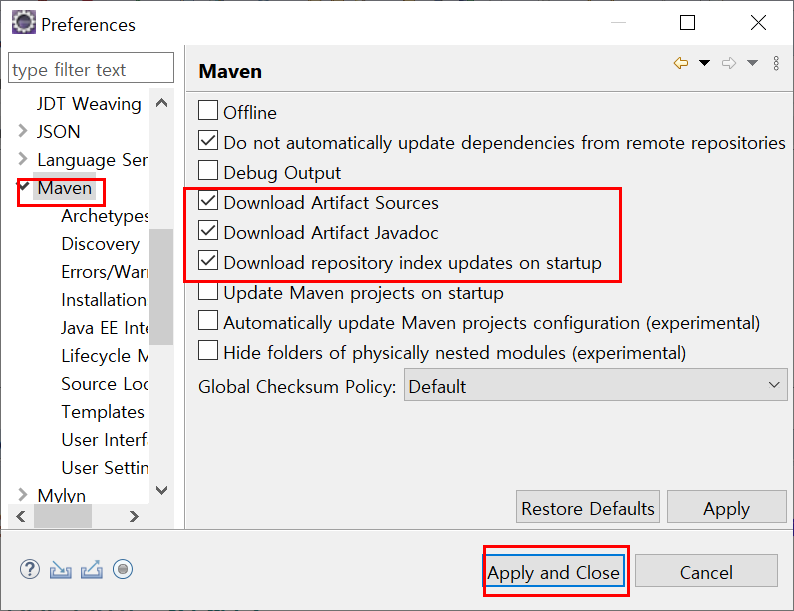 Preferences
type filter text
JDT Weaving
JSON
Language Ser
Maven
Archetypes
Discovery
Errors/Warı
Installation
Java EE Inte
Lifecycle M
Source Loc
Templates
User Interf
User Settin
Mylyn
Maven
Offline
Do not automatically update dependencies from remote repositories
Debug Output
Download Artifact Sources
Download Artifact Javadoc
Download repository index updates on startup
Update Maven projects on startup
Automatically update Maven projects configuration (experimental)
Hide folders of physically nested modules (experimental)
Global Checksum Policy: Default
Restore Defaults Apply
? Apply and Close Cancel